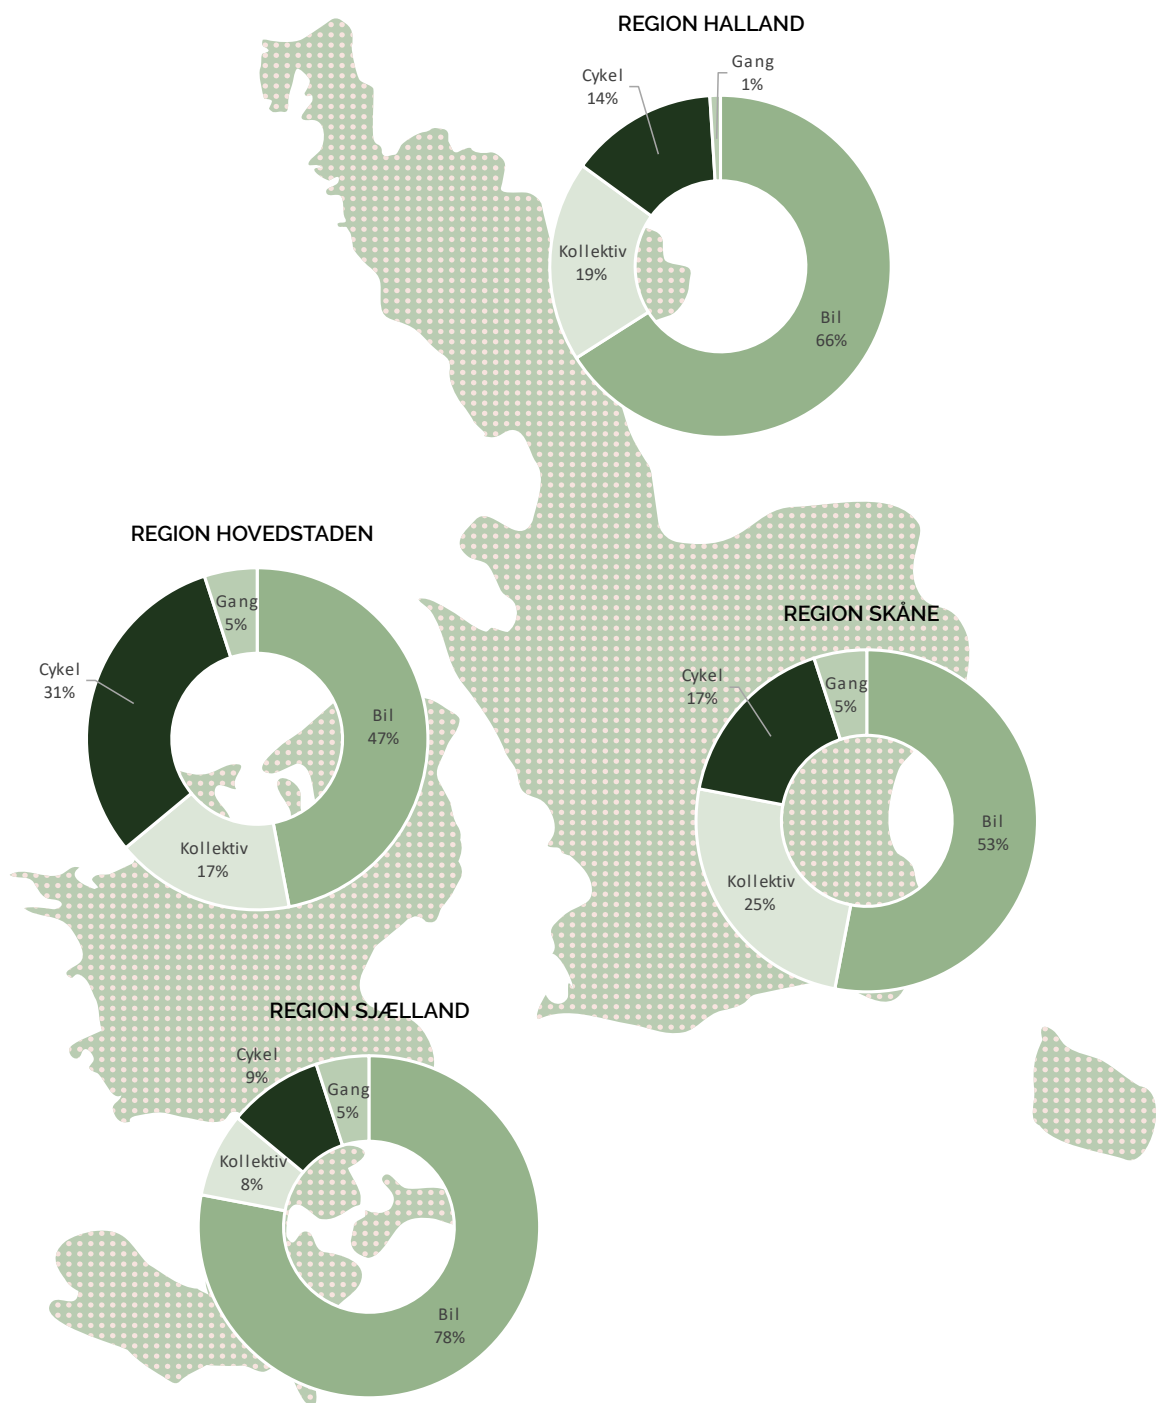 REGION HALLAND
Gang
1%
Cykel
14%
Kollektiv
19%
Bil
66%
REGION HOVEDSTADEN
Gang
5%
Cykel
31%
Bil
47%
Kollektiv
17%
REGION SKÅNE
Cykel
17%
Gang
5%
Bil
53%
Kollektiv
25%
REGION SJÆLLAND
Cykel
9%
Gang
5%
Kollektiv
8%
Bil
78%